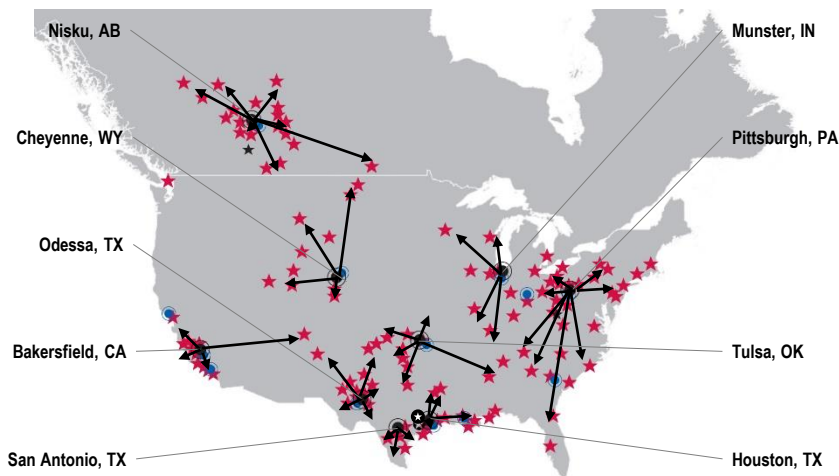 Nisku, AB
Munster, IN
Cheyenne, WY
Pittsburgh, PA
Odessa, TX
Bakersfield, CA
Tulsa, OK
San Antonio, TX
Houston, TX